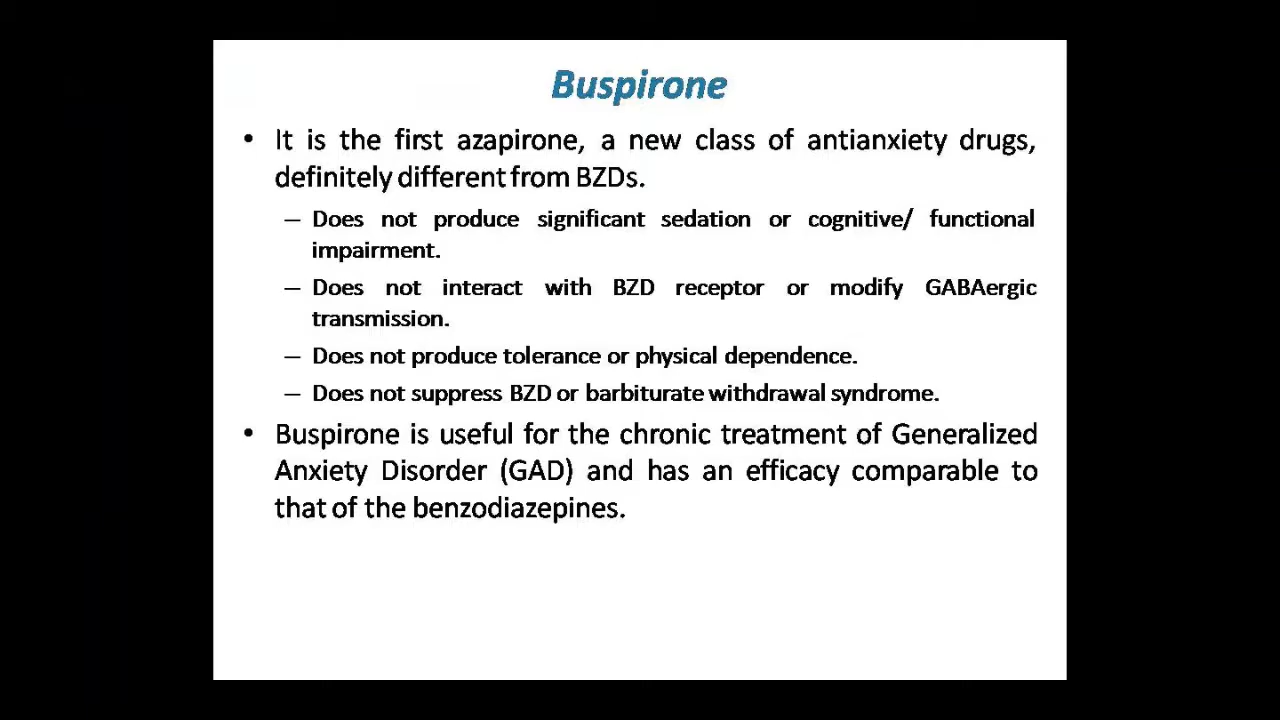 Buspirone
• It is the first azapirone, a new class of antianxiety drugs,
definitely different from BZDs.
– Does not produce significant sedation or cognitive/ functional
impairment.
– Does not interact with BZD receptor or modify GABAergic
transmission.
– Does not produce tolerance or physical dependence.
– Does not suppress BZD or barbiturate withdrawal syndrome.
• Buspirone is useful for the chronic treatment of Generalized
Anxiety Disorder (GAD) and has an efficacy comparable to
that of the benzodiazepines.